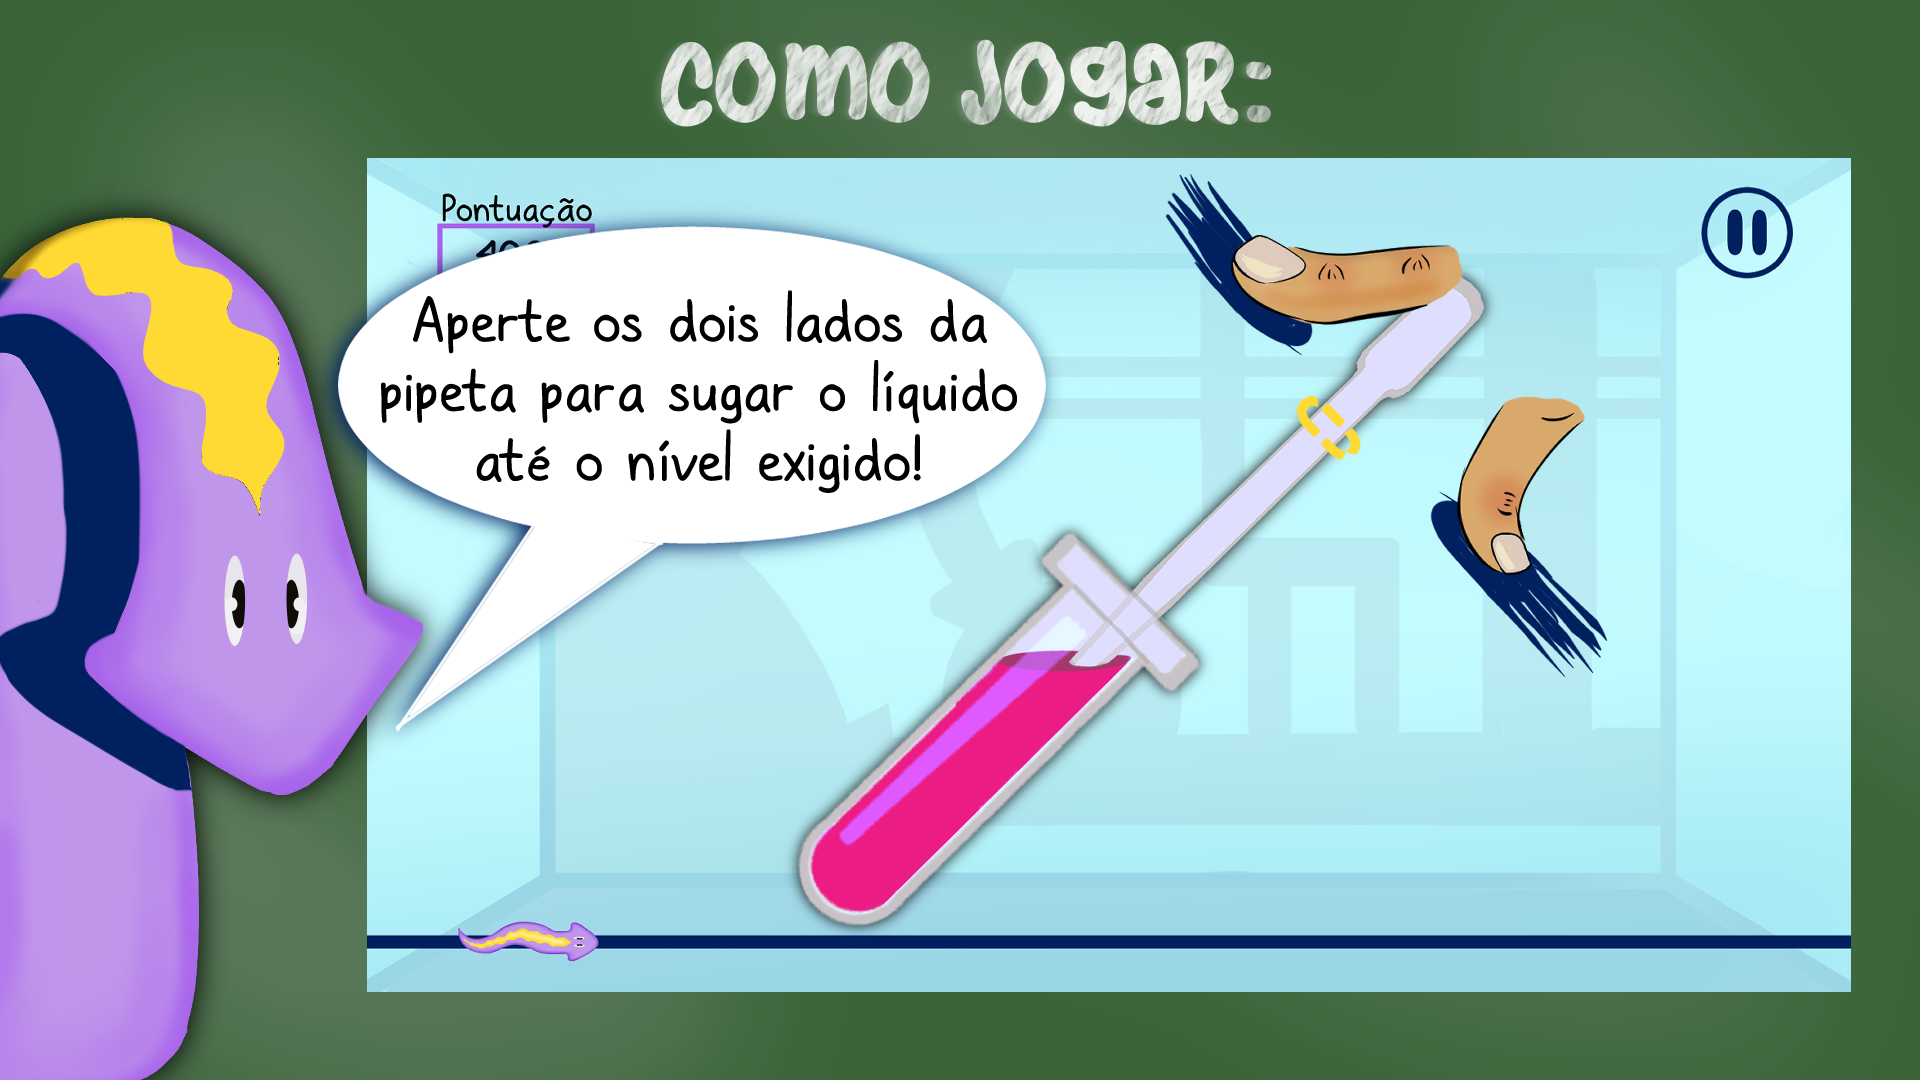 COMO JOGAR:
Pontuação
Aperte os dois lados da
pipeta para sugar o líquido
até o nível exigido!